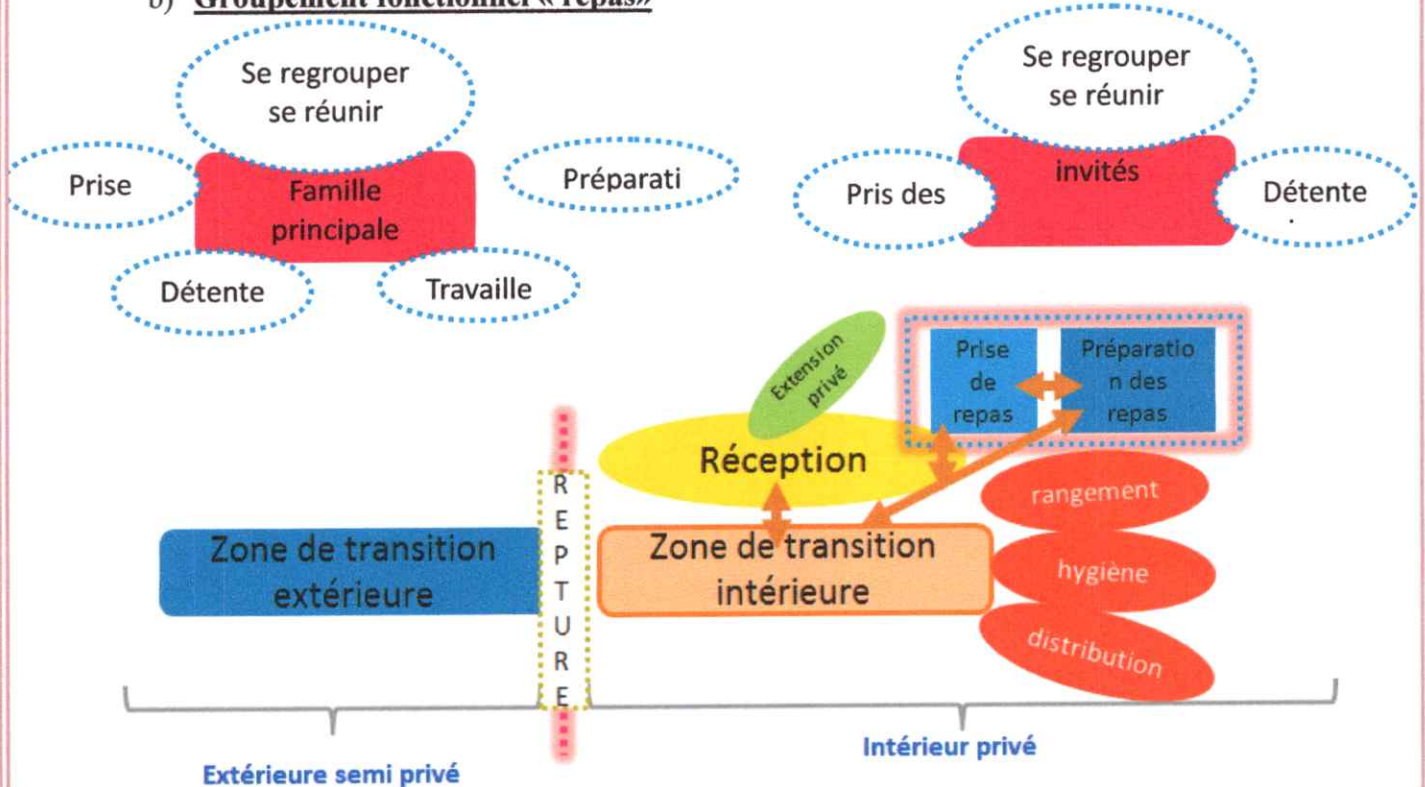 b) Groupement fonctionnel « repas»
Se regrouper
se réunir
Prise
Famille
principale
Préparati
Détente
Travaille
Se regrouper
se réunir
Pris des
invités
Détente
.
Extension
privé
Prise
de
repas
Préparatio
n des
repas
Réception
rangement
R
E
P
T
U
R
E
Zone de transition
extérieure
Zone de transition
intérieure
hygiène
distribution
Extérieure semi privé
Intérieur privé